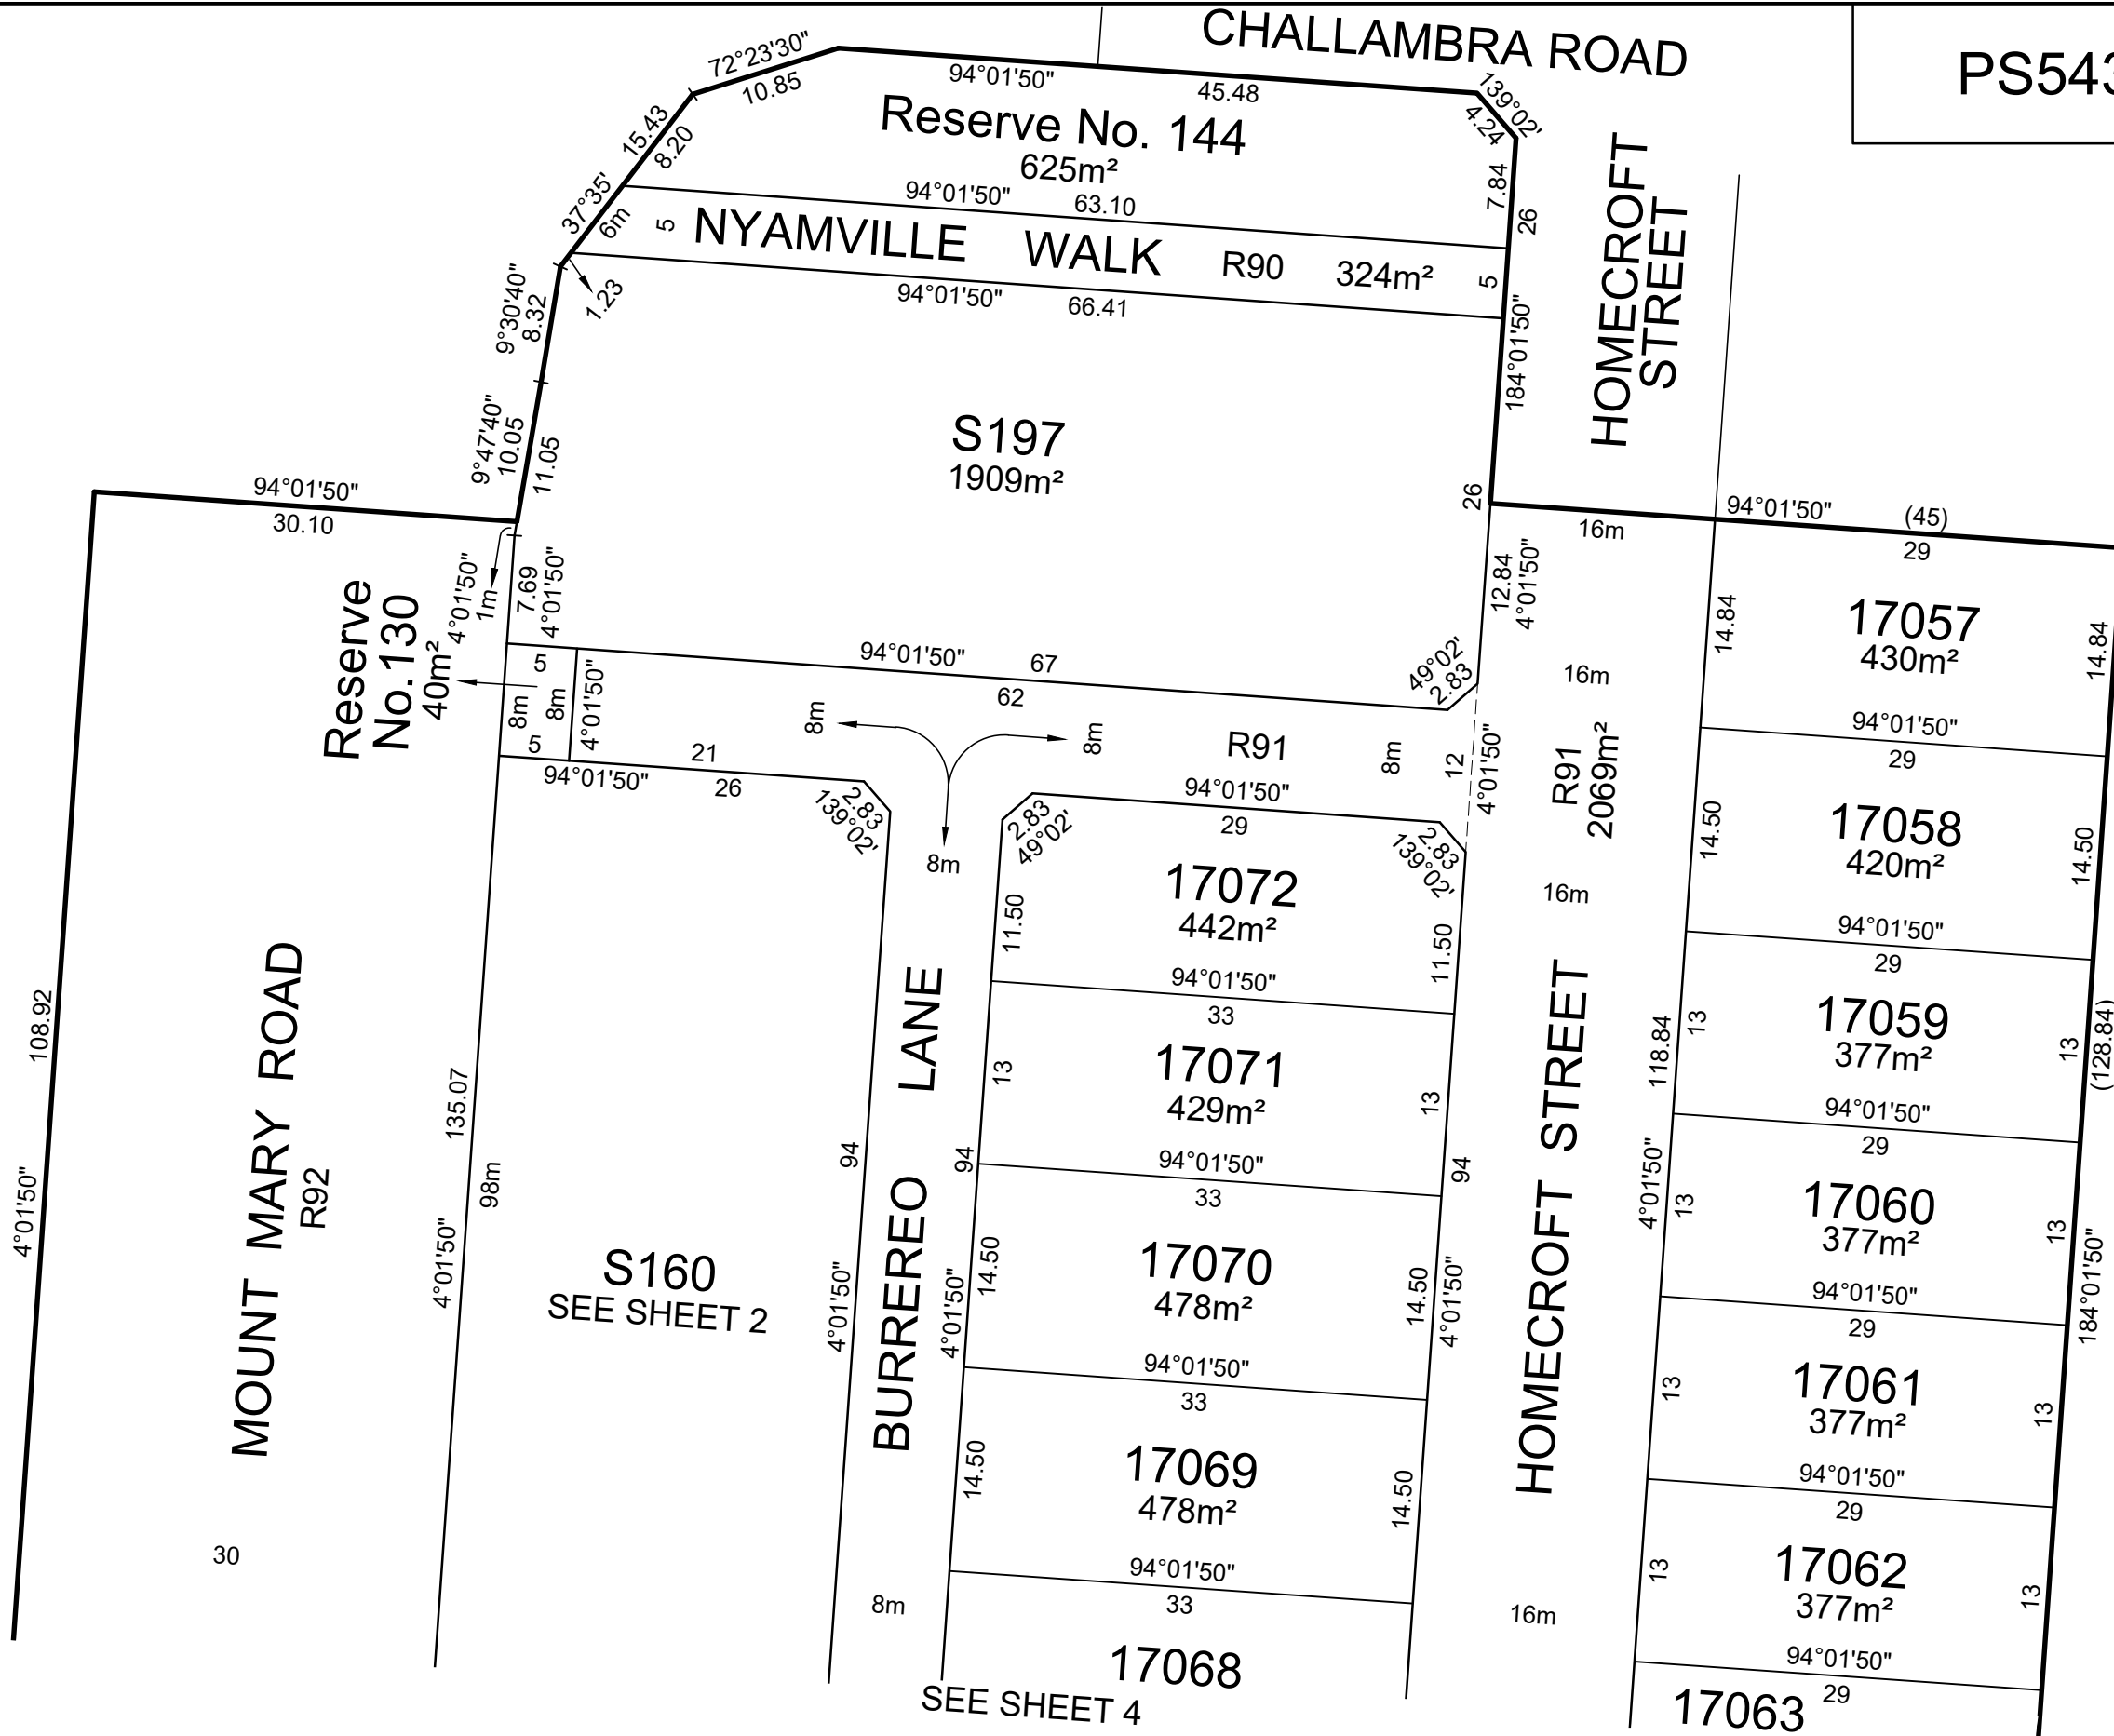 CHALLAMBRA ROAD
PS543
72°23'30"
10.85
94°01'50"
45.48
139°02'
4.24
15.43
8.20
Reserve No. 144
625m²
7.84
26
HOMECROFT
STREET
37°35'
6m
5
94°01'50"
63.10
NYAMVILLE WALK R90 324m²
5
1.23
94°01'50"
66.41
184°01'50"
9°30'40"
8.32
9°47'40"
10.05
11.05
S197
1909m²
26
94°01'50"
30.10
94°01'50"
(45)
16m
29
4°01'50"
1m
7.69
4°01'50"
12.84
4°01'50"
14.84
17057
430m²
14.84
Reserve
No.130
40m²
5
94°01'50"
67
62
49°02'
2.83
16m
8m
8m
4°01'50"
8m
8m
R91
8m
12
4°01'50"
R91
2069m²
94°01'50"
29
5
21
94°01'50"
26
2.83
139°02'
8m
2.83
49°02'
94°01'50"
29
2.83
139°02'
14.50
17058
420m²
14.50
17072
442m²
11.50
11.50
16m
94°01'50"
29
94°01'50"
33
108.92
4°01'50"
MOUNT MARY ROAD
R92
30
135.07
4°01'50"
98m
S160
SEE SHEET 2
94
4°01'50"
BURREREO LANE
8m
94
4°01'50"
13
17071
429m²
13
94°01'50"
33
14.50
17070
478m²
14.50
94°01'50"
33
14.50
17069
478m²
14.50
94°01'50"
33
17068
SEE SHEET 4
94
4°01'50"
HOMECROFT STREET
16m
118.84
4°01'50"
13
17059
377m²
13
(128.84)
184°01'50"
94°01'50"
29
13
17060
377m²
13
94°01'50"
29
13
17061
377m²
13
94°01'50"
29
13
17062
377m²
13
94°01'50"
29
17063